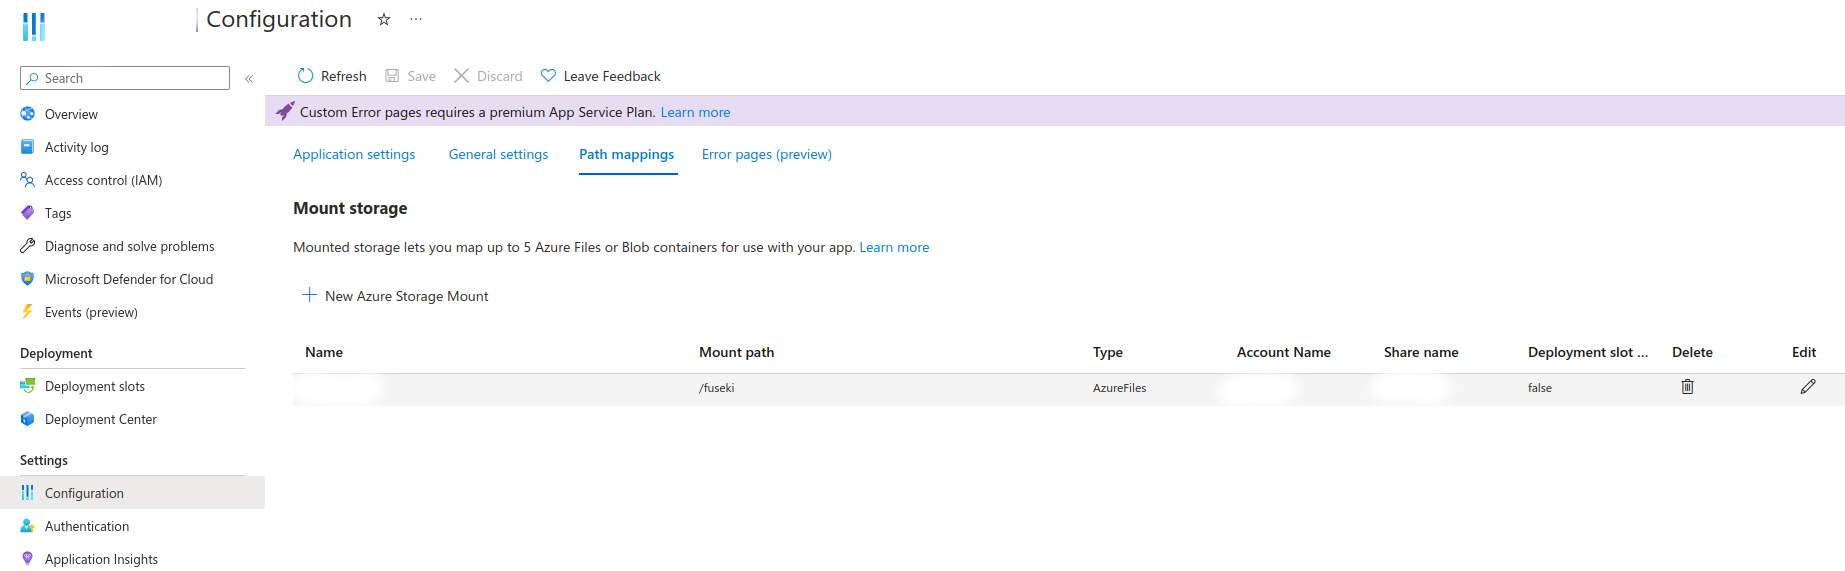 Configuration
Search
Overview
Activity log
Access control (IAM)
Tags
Diagnose and solve problems
Microsoft Defender for Cloud
Events (preview)
Deployment
Deployment slots
Deployment Center
Settings
Configuration
Authentication
Application Insights
Refresh Save Discard Leave Feedback
Custom Error pages requires a premium App Service Plan. Learn more
Application settings General settings Path mappings Error pages (preview)
Mount storage
Mounted storage lets you map up to 5 Azure Files or Blob containers for use with your app. Learn more
New Azure Storage Mount
Name Mount path Type Account Name Share name Deployment slot ... Delete Edit
/fuseki AzureFiles false